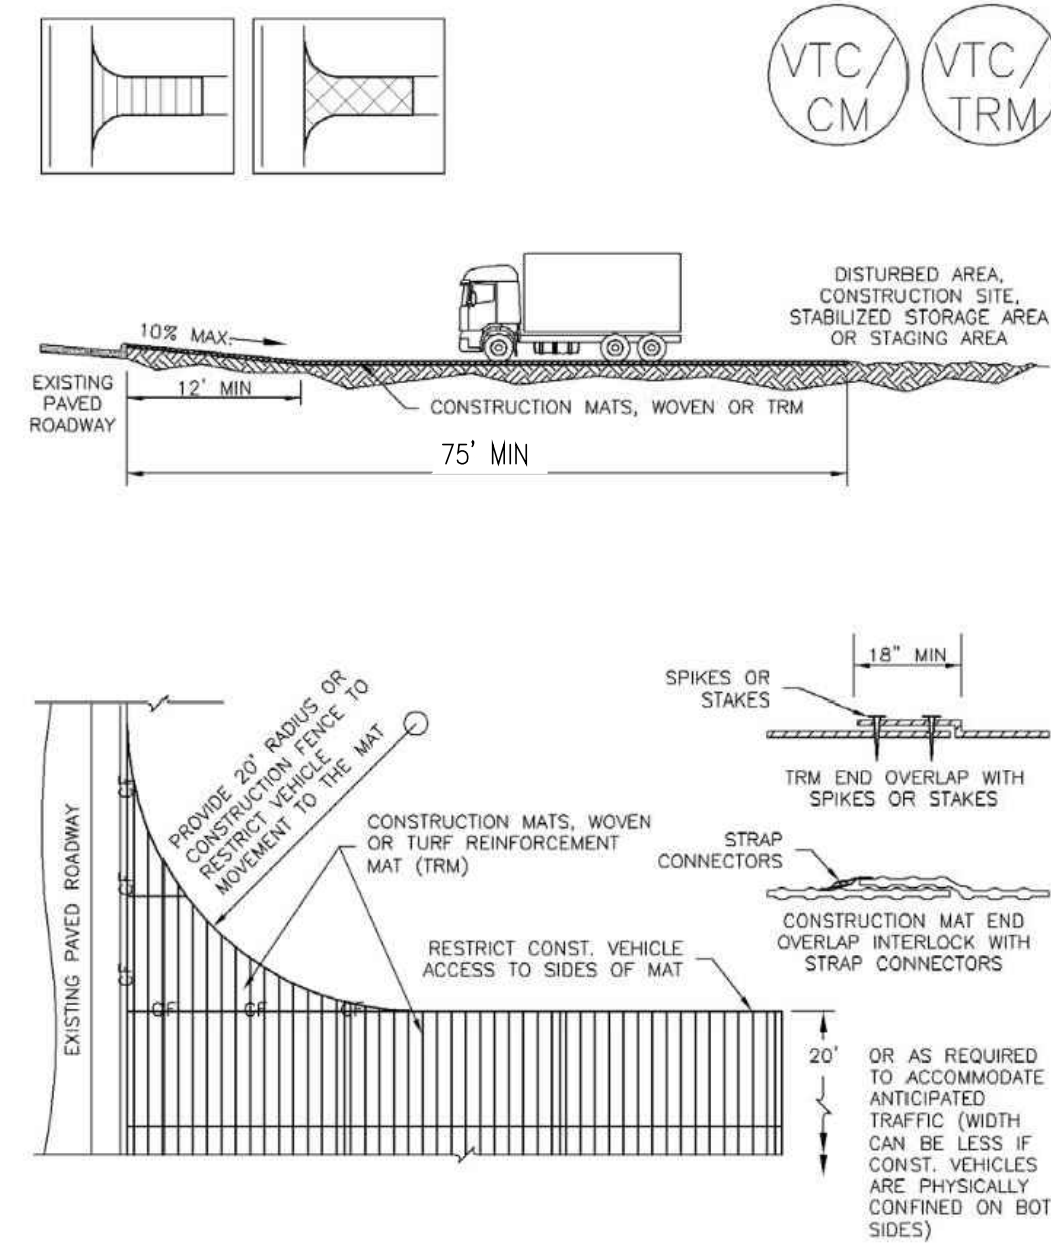 VTC/
CM
VTC/
TRM
10% MAX.
12' MIN
EXISTING
PAVED
ROADWAY
CONSTRUCTION MATS, WOVEN OR TRM
DISTURBED AREA,
CONSTRUCTION SITE,
STABILIZED STORAGE AREA
OR STAGING AREA
75' MIN
PROVIDE 20' RADIUS OR
CONSTRUCTION FENCE TO
RESTRICT VEHICLE
MOVEMENT TO THE MAT
EXISTING PAVED ROADWAY
CF
CF
CF
CF
CF
CF
CONSTRUCTION MATS, WOVEN
OR TURF REINFORCEMENT
MAT (TRM)
RESTRICT CONST. VEHICLE
ACCESS TO SIDES OF MAT
18" MIN
SPIKES OR
STAKES
TRM END OVERLAP WITH
SPIKES OR STAKES
STRAP
CONNECTORS
CONSTRUCTION MAT END
OVERLAP INTERLOCK WITH
STRAP CONNECTORS
20'
OR AS REQUIRED
TO ACCOMMODATE
ANTICIPATED
TRAFFIC (WIDTH
CAN BE LESS IF
CONST. VEHICLES
ARE PHYSICALLY
CONFINED ON BOT
SIDES)